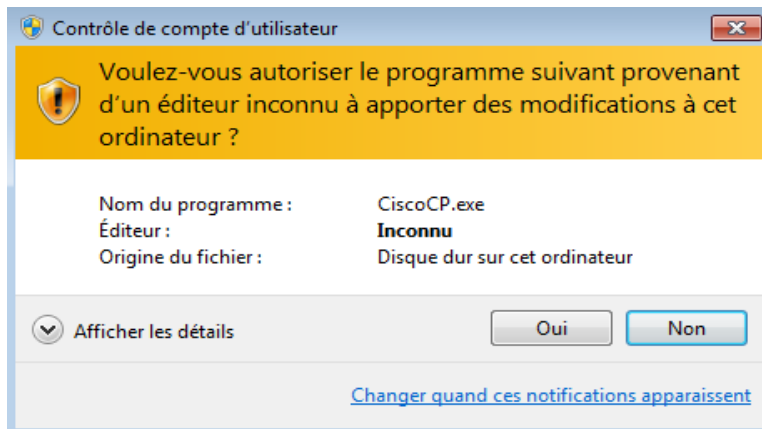 Contrôle de compte d’utilisateur
Voulez-vous autoriser le programme suivant provenant
d’un éditeur inconnu à apporter des modifications à cet
ordinateur ?
Nom du programme : CiscoCP.exe
Éditeur : Inconnu
Origine du fichier : Disque dur sur cet ordinateur
Afficher les détails Oui Non
Changer quand ces notifications apparaissent